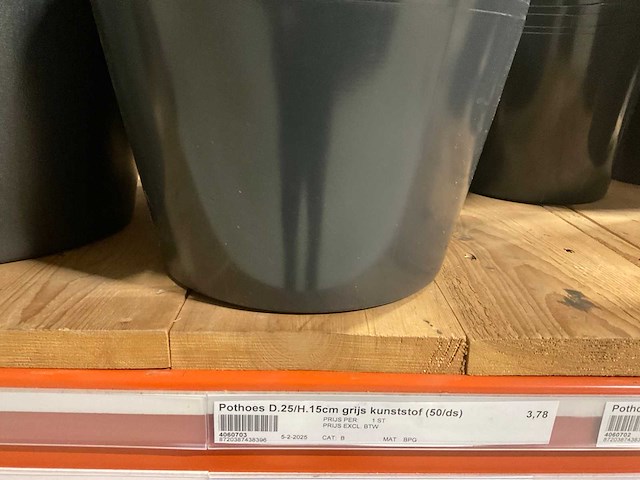 Pothoes D.25/H.15cm grijs kunststof (50/ds)
3,78
PRIJS PER: 1 ST
PRIJS EXCL. BTW
4060703
8720387438396 5-2-2025 CAT: B MAT: BPG
Potho
4060702
872038743